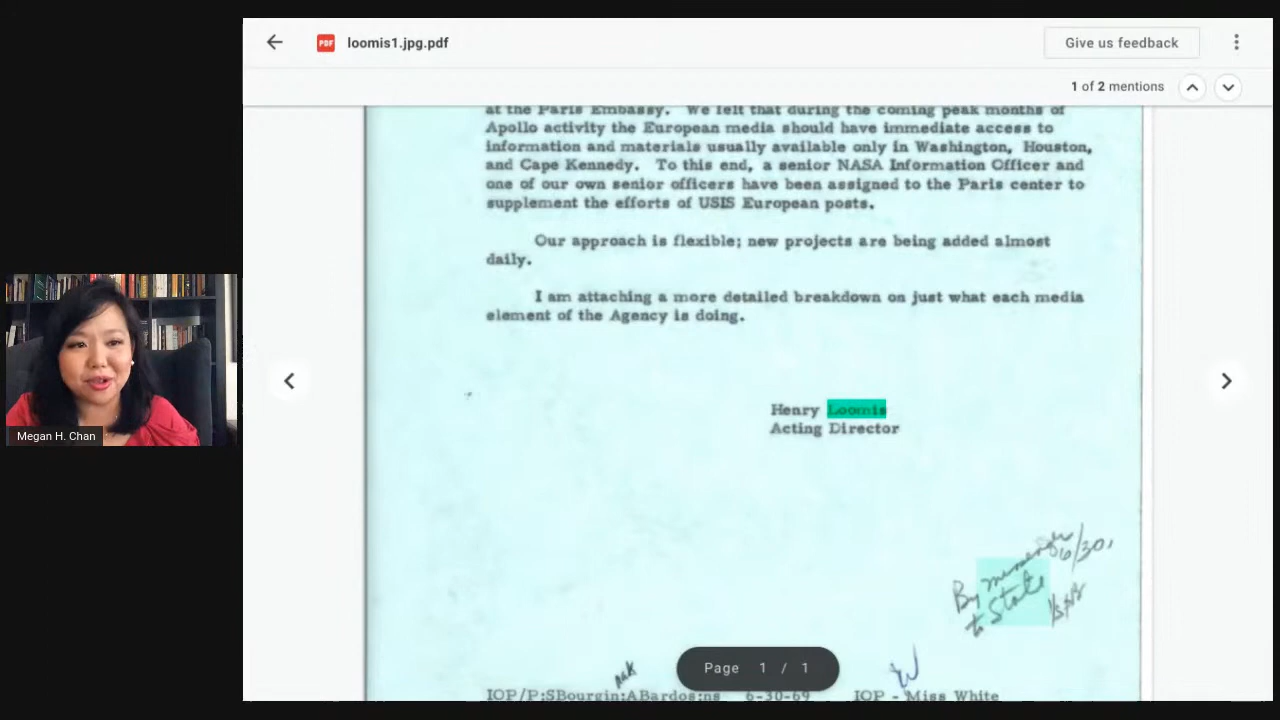 PDF loomis1.jpg.pdf
Give us feedback
1 of 2 mentions
at the Paris Embassy. We felt that during the coming peak months of
Apollo activity the European media should have immediate access to
information and materials usually available only in Washington, Houston,
and Cape Kennedy. To this end, a senior NASA Information Officer and
one of our own senior officers have been assigned to the Paris center to
supplement the efforts of USIS European posts.
Our approach is flexible; new projects are being added almost
daily.
I am attaching a more detailed breakdown on just what each media
element of the Agency is doing.
Henry Loomis
Acting Director
By messenger 6/30,
to State
Page 1 / 1
IOP/P:SBourgin:ABardos:ns 6-30-69 IOP - Miss White
Megan H. Chan